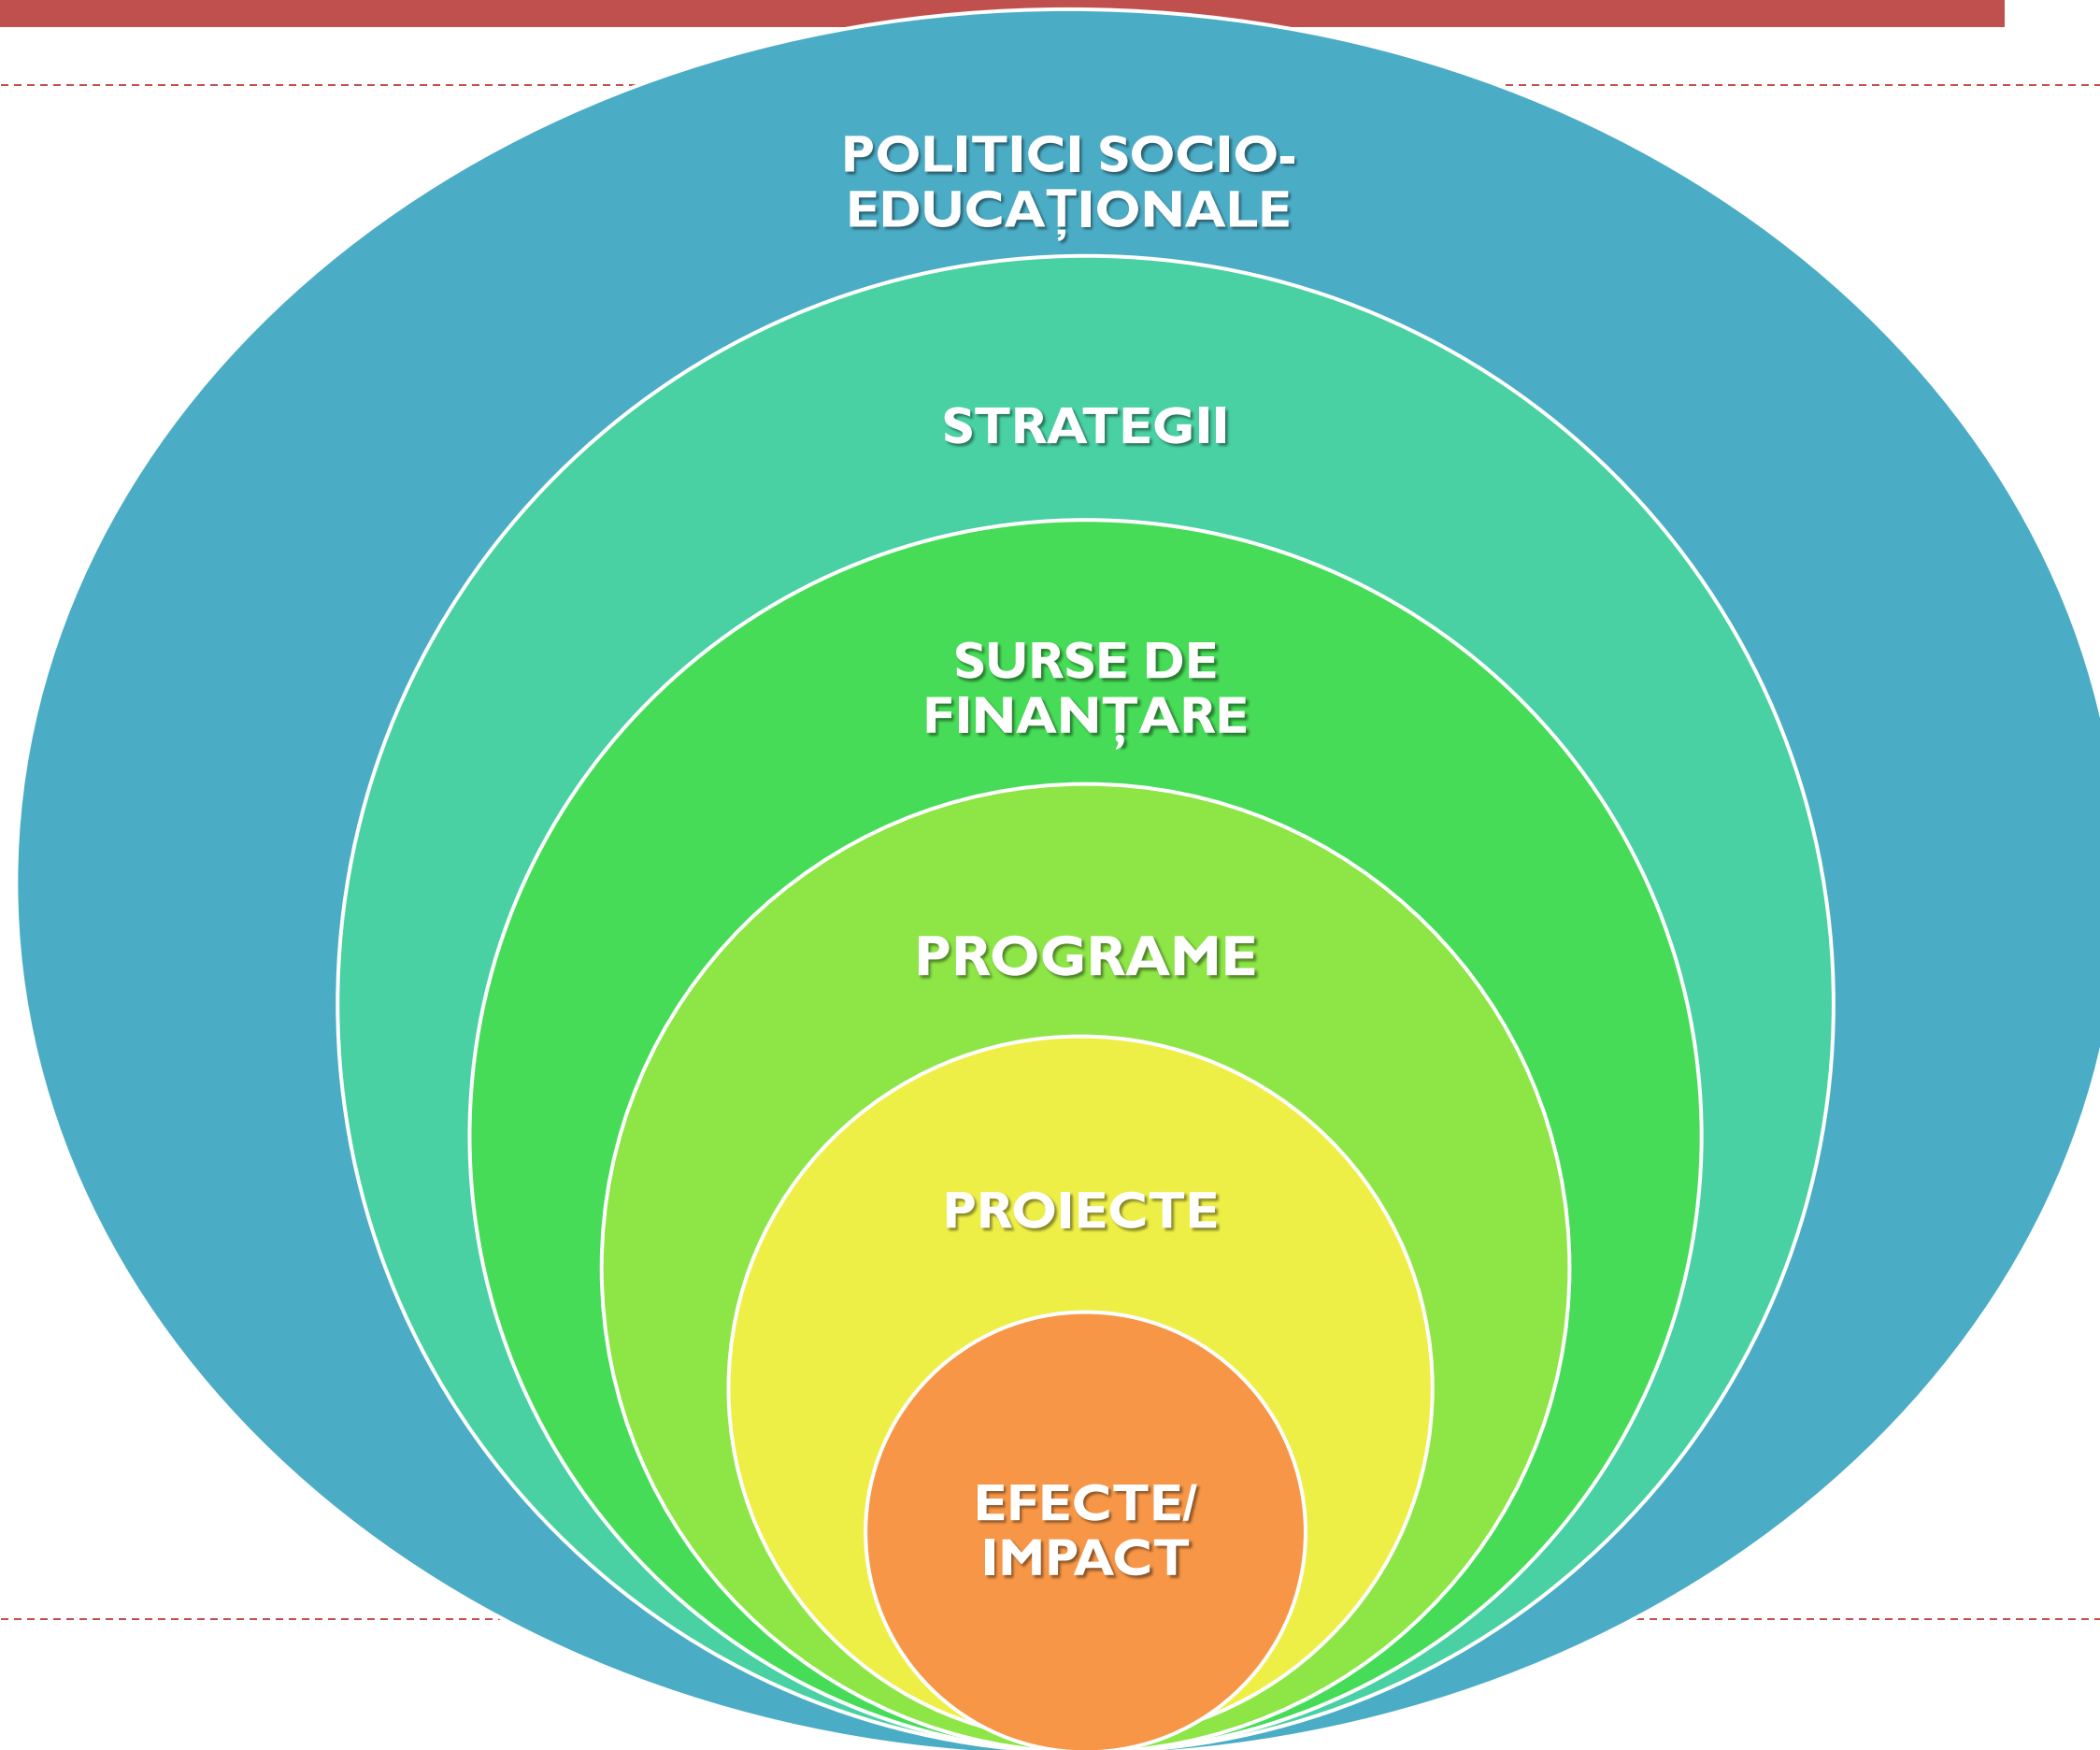 POLITICI SOCIO-
EDUCAȚIONALE
STRATEGII
SURSE DE
FINANȚARE
PROGRAME
PROIECTE
EFECTE/
IMPACT